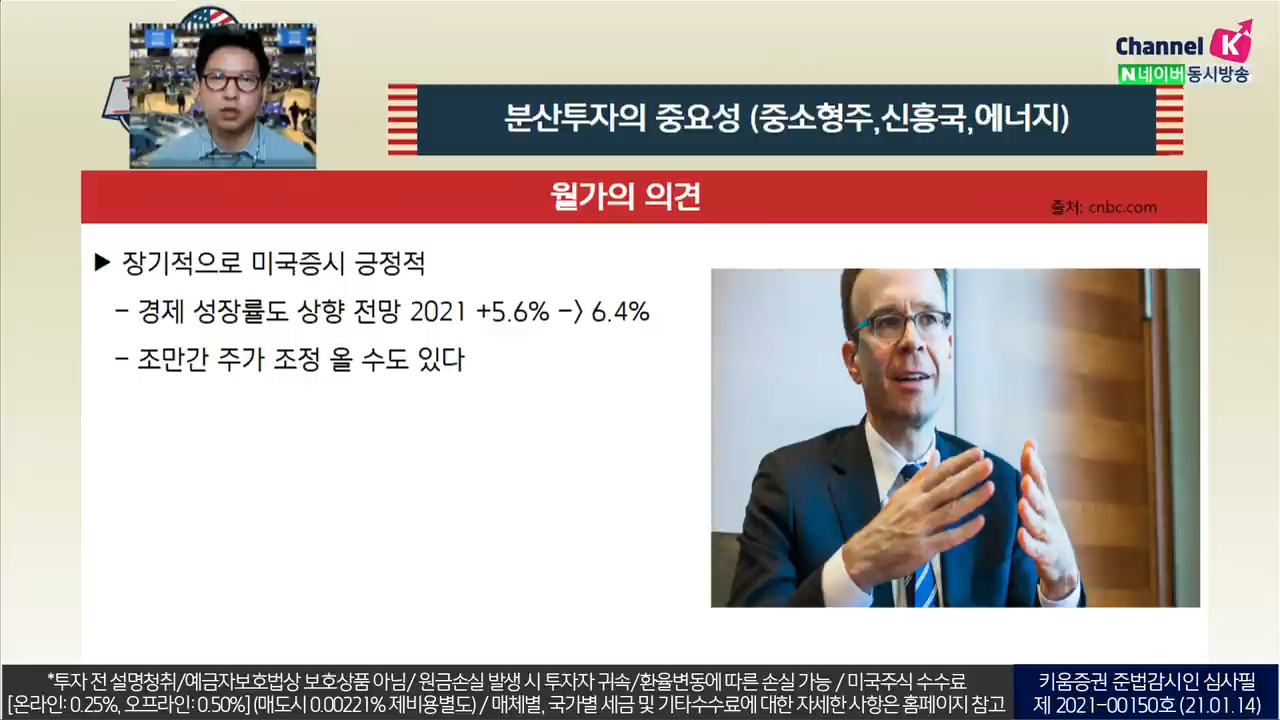 Channel K
N 네이버 동시방송
분산투자의 중요성 (중소형주,신흥국,에너지)
월가의 의견
출처: cnbc.com
▶ 장기적으로 미국증시 긍정적
- 경제 성장률도 상향 전망 2021 +5.6% -> 6.4%
- 조만간 주가 조정 올 수도 있다
*투자 전 설명청취/예금자보호법상 보호상품 아님/ 원금손실 발생 시 투자자 귀속/환율변동에 따른 손실 가능 / 미국주식 수수료
[온라인: 0.25%, 오프라인: 0.50%] (매도시 0.00221% 제비용별도) / 매체별, 국가별 세금 및 기타수수료에 대한 자세한 사항은 홈페이지 참고
키움증권 준법감시인 심사필
제 2021-00150호 (21.01.14)